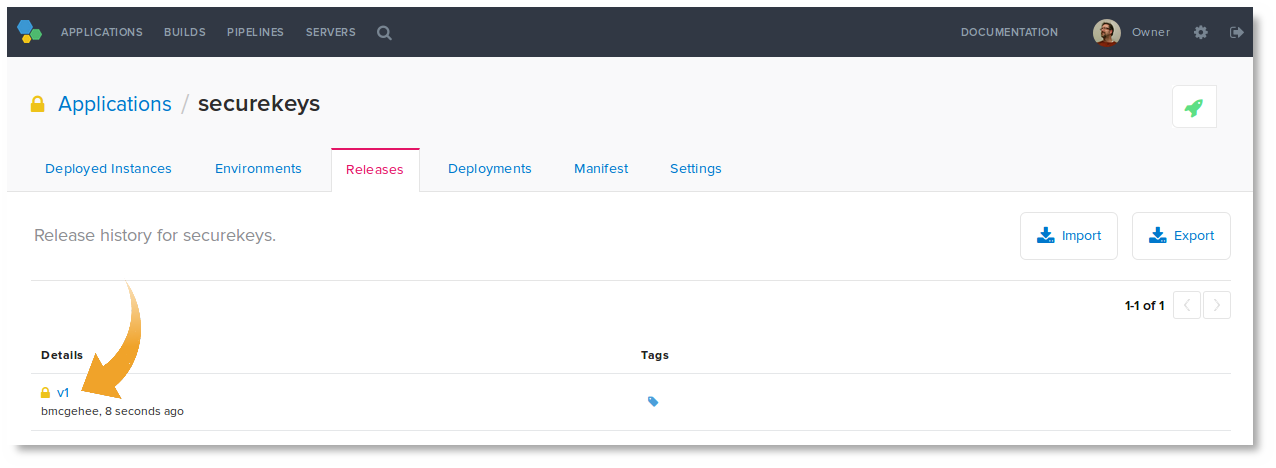 APPLICATIONS BUILDS PIPELINES SERVERS DOCUMENTATION Owner
Applications / securekeys
Deployed Instances Environments Releases Deployments Manifest Settings
Release history for securekeys. Import Export
1-1 of 1
Details Tags
v1
bmcgehee, 8 seconds ago